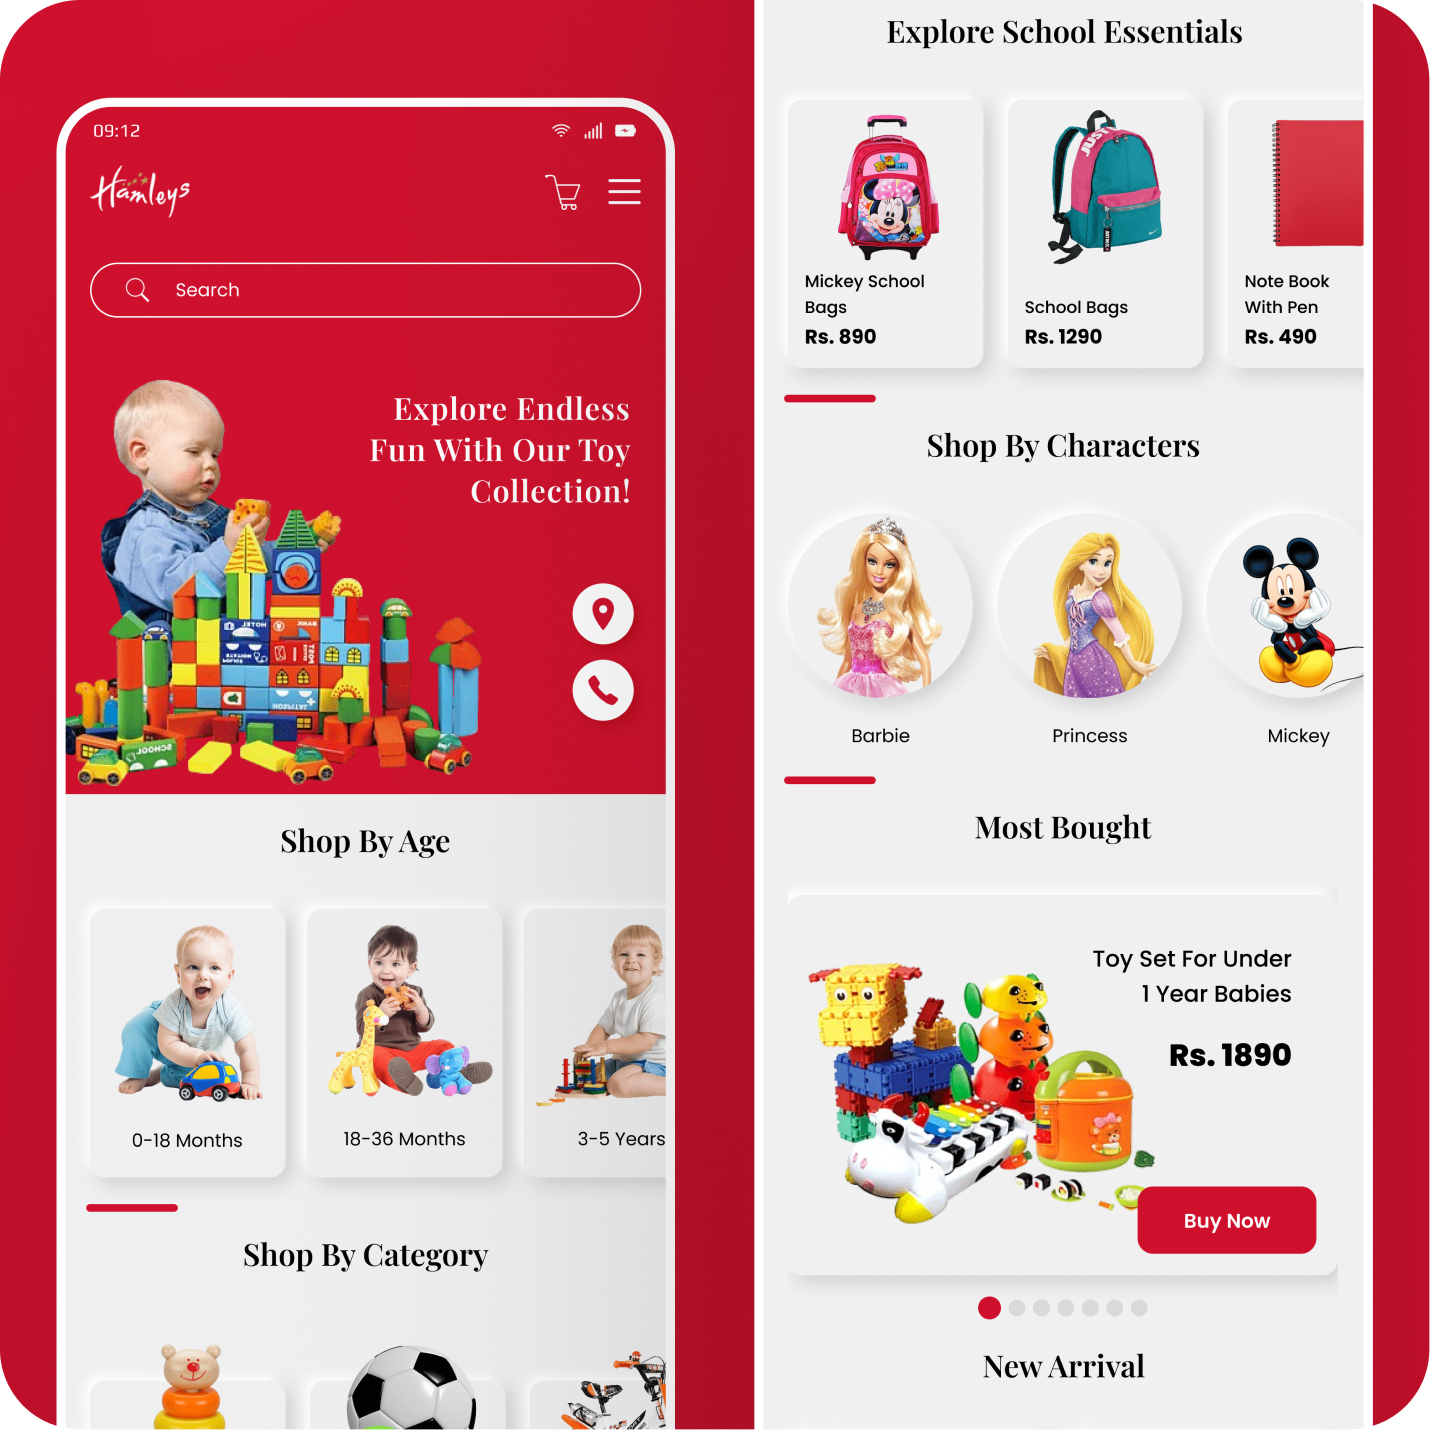 09:12
Hamleys
Search
Explore Endless
Fun With Our Toy
Collection!
SCHOOL
Shop By Age
0-18 Months
18-36 Months
3-5 Years
Shop By Category
Explore School Essentials
Mickey School
Bags
Rs. 890
School Bags
Rs. 1290
Note Book
With Pen
Rs. 490
Shop By Characters
Barbie
Princess
Mickey
Most Bought
Toy Set For Under
1 Year Babies
Rs. 1890
Buy Now
New Arrival